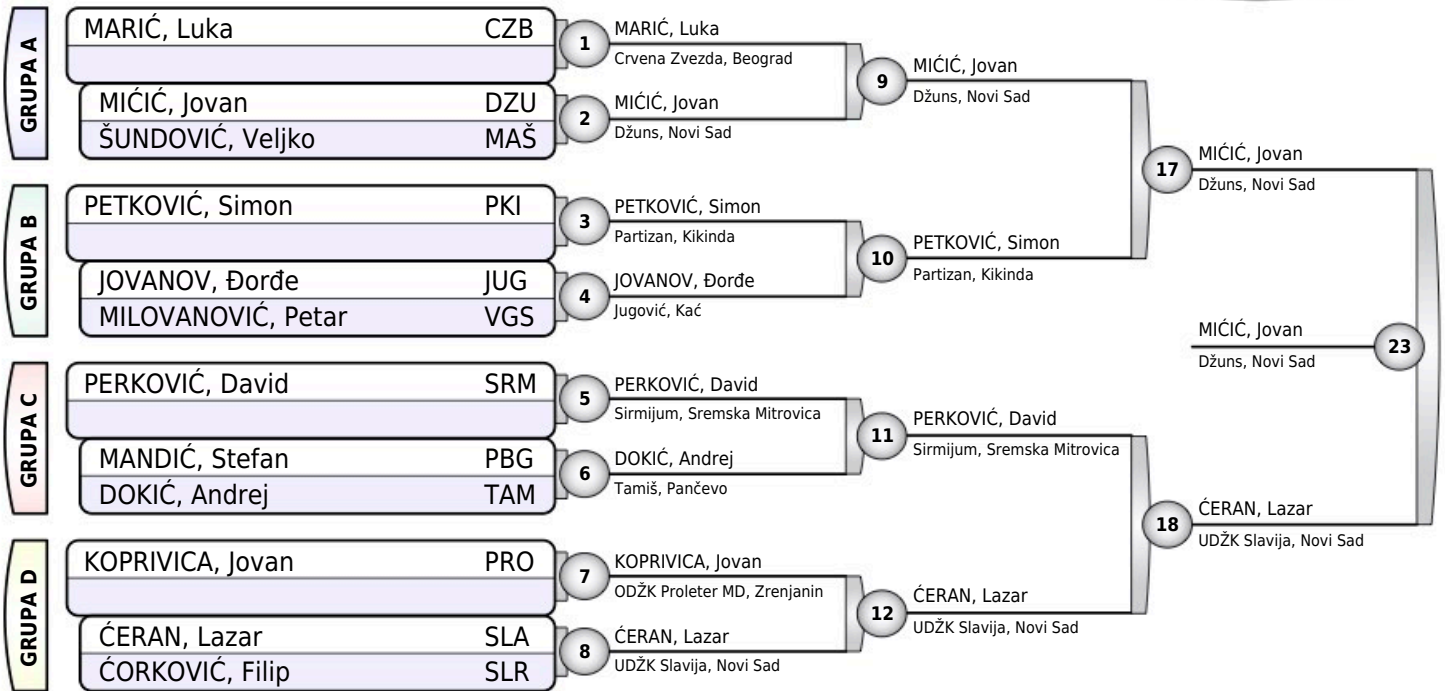 GRUPA A
MARIĆ, Luka CZB
MIĆIĆ, Jovan DZU
ŠUNDOVIĆ, Veljko MAŠ
GRUPA B
PETKOVIĆ, Simon PKI
JOVANOV, Đorđe JUG
MILOVANOVIĆ, Petar VGS
GRUPA C
PERKOVIĆ, David SRM
MANDIĆ, Stefan PBG
DOKIĆ, Andrej TAM
GRUPA D
KOPRIVICA, Jovan PRO
ĆERAN, Lazar SLA
ĆORKOVIĆ, Filip SLR
1
MARIĆ, Luka
Crvena Zvezda, Beograd
2
MIĆIĆ, Jovan
Džuns, Novi Sad
3
PETKOVIĆ, Simon
Partizan, Kikinda
4
JOVANOV, Đorđe
Jugović, Kać
5
PERKOVIĆ, David
Sirmijum, Sremska Mitrovica
6
DOKIĆ, Andrej
Tamiš, Pančevo
7
KOPRIVICA, Jovan
ODŽK Proleter MD, Zrenjanin
8
ĆERAN, Lazar
UDŽK Slavija, Novi Sad
9
MIĆIĆ, Jovan
Džuns, Novi Sad
10
PETKOVIĆ, Simon
Partizan, Kikinda
11
PERKOVIĆ, David
Sirmijum, Sremska Mitrovica
12
ĆERAN, Lazar
UDŽK Slavija, Novi Sad
17
MIĆIĆ, Jovan
Džuns, Novi Sad
18
ĆERAN, Lazar
UDŽK Slavija, Novi Sad
MIĆIĆ, Jovan
Džuns, Novi Sad
23